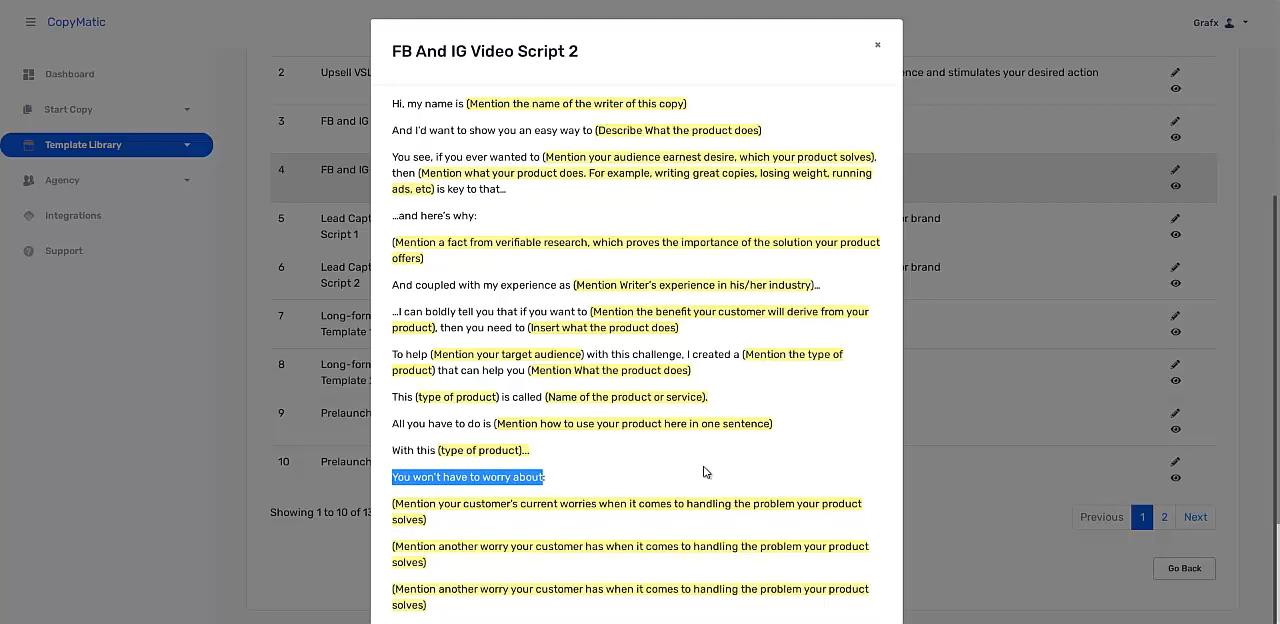 CopyMatic
Grafx
Dashboard
Start Copy
Template Library
Agency
Integrations
Support
FB And IG Video Script 2
×
Hi, my name is (Mention the name of the writer of this copy)
And I'd want to show you an easy way to (Describe What the product does)
You see, if you ever wanted to (Mention your audience earnest desire, which your product solves),
then (Mention what your product does. For example, writing great copies, losing weight, running
ads, etc) is key to that…
…and here's why:
(Mention a fact from verifiable research, which proves the importance of the solution your product
offers)
And coupled with my experience as (Mention Writer's experience in his/her industry)…
…I can boldly tell you that if you want to (Mention the benefit your customer will derive from your
product), then you need to (Insert what the product does)
To help (Mention your target audience) with this challenge, I created a (Mention the type of
product) that can help you (Mention What the product does)
This (type of product) is called (Name of the product or service).
All you have to do is (Mention how to use your product here in one sentence)
With this (type of product)…
You won't have to worry about:
(Mention your customer's current worries when it comes to handling the problem your product
solves)
(Mention another worry your customer has when it comes to handling the problem your product
solves)
(Mention another worry your customer has when it comes to handling the problem your product
solves)
2 Upsell VSL
ence and stimulates your desired action
3 FB and IG
4 FB and IG
5 Lead Capt
r brand
Script 1
6 Lead Capt
r brand
Script 2
7 Long-form
Template
8 Long-form
Template
9 Prelaunch
10 Prelaunch
Showing 1 to 10 of 13
Previous 1 2 Next
Go Back